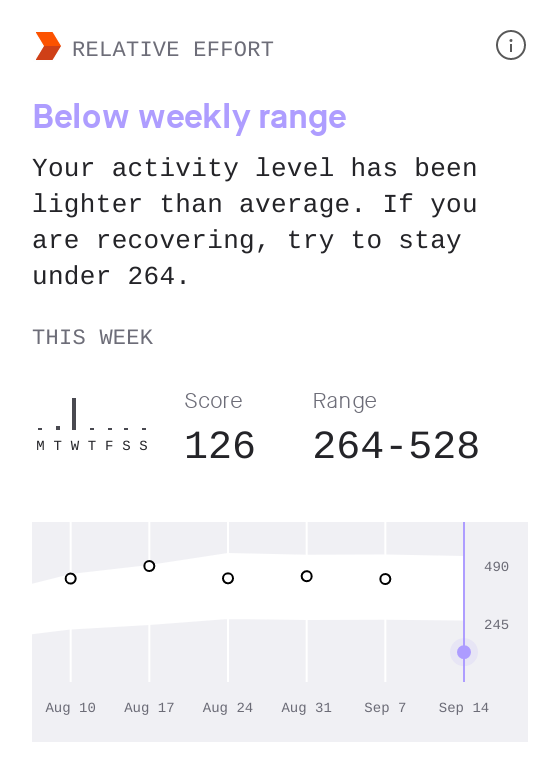 RELATIVE EFFORT
Below weekly range
Your activity level has been
lighter than average. If you
are recovering, try to stay
under 264.
THIS WEEK
M T W T F S S
Score
126
Range
264-528
490
245
Aug 10 Aug 17 Aug 24 Aug 31 Sep 7 Sep 14